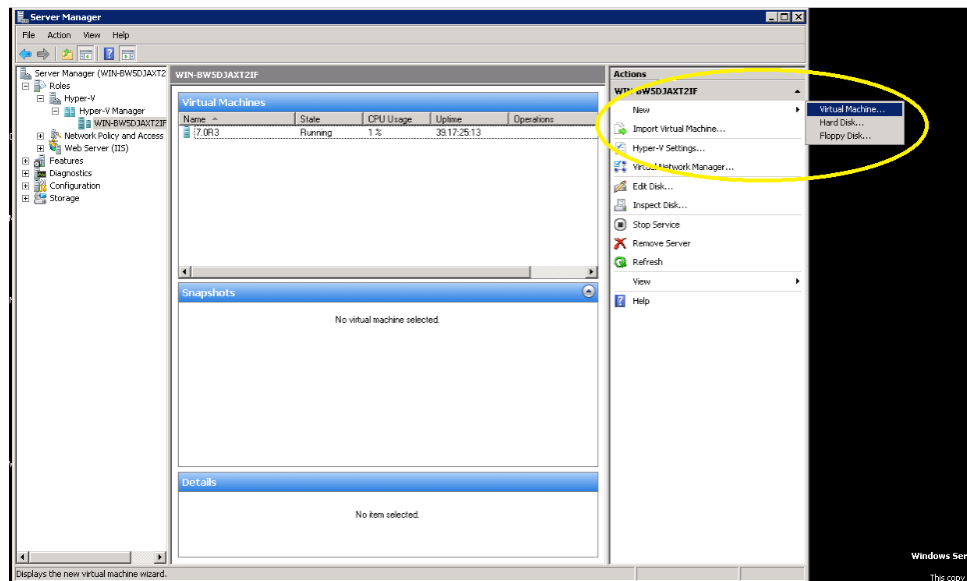 Server Manager
File Action View Help
Server Manager (WIN-BW5DJAXT2
Roles
Hyper-V
Hyper-V Manager
WIN-BW5DJAXT2IF
Network Policy and Access
Web Server (IIS)
Features
Diagnostics
Configuration
Storage
WIN-BW5DJAXT2IF
Virtual Machines
Name State CPU Usage Uptime Operations
7.0R3 Running 1 % 39.17:25:13
Snapshots
No virtual machine selected.
Details
No item selected.
Actions
WIN-BW5DJAXT2IF
New
Import Virtual Machine...
Hyper-V Settings...
Virtual Network Manager...
Edit Disk...
Inspect Disk...
Stop Service
Remove Server
Refresh
View
Help
Virtual Machine...
Hard Disk...
Floppy Disk...
Displays the new virtual machine wizard.
Windows Ser
This copy